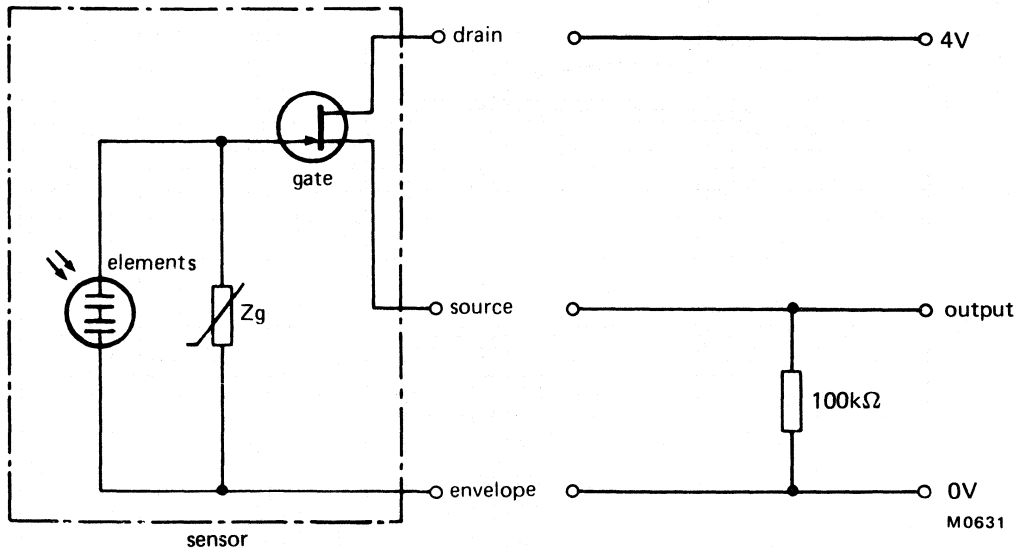 drain
4V
gate
elements
Zg
source
output
100kΩ
envelope
0V
M0631
sensor